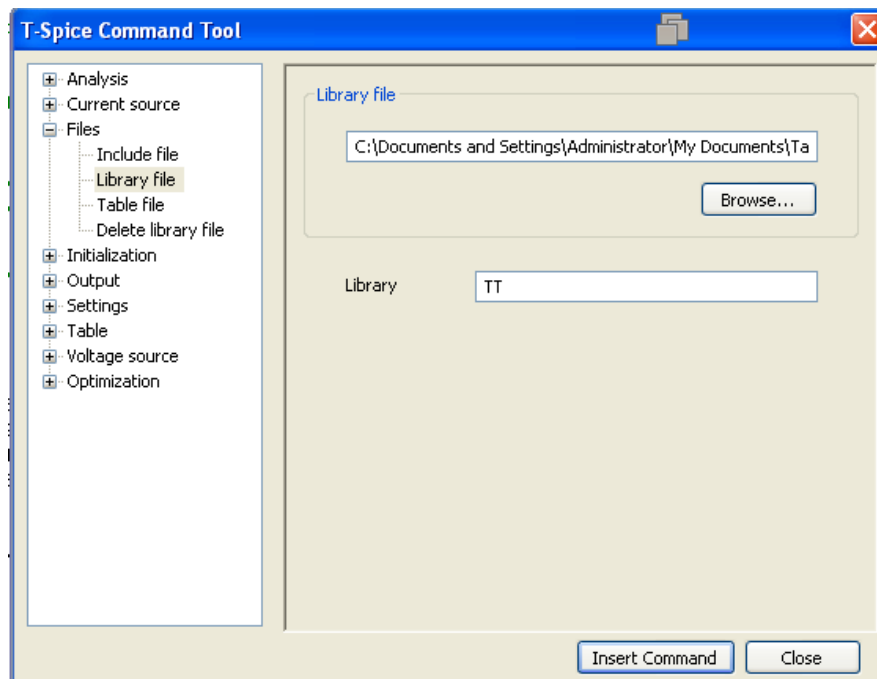 T-Spice Command Tool
Analysis
Current source
Files
Include file
Library file
Table file
Delete library file
Initialization
Output
Settings
Table
Voltage source
Optimization
Library file
C:\Documents and Settings\Administrator\My Documents\Ta
Browse...
Library
TT
Insert Command
Close